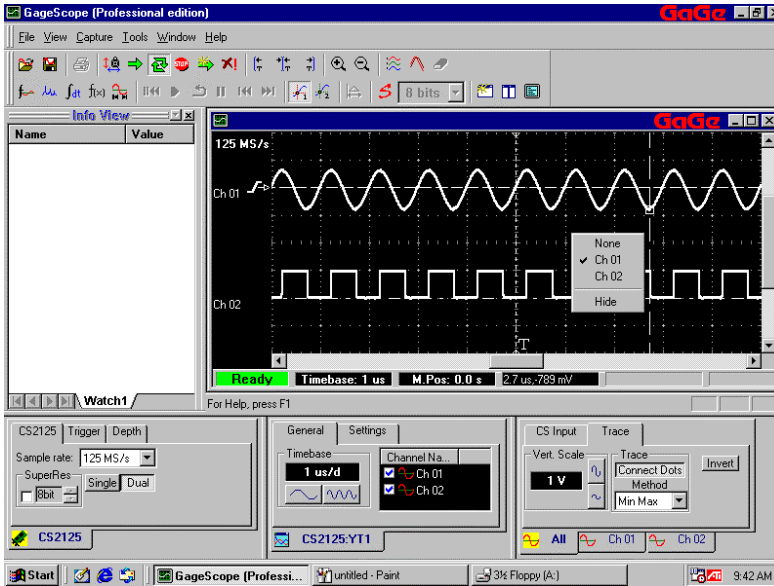 GageScope (Professional edition)
GaGe
File View Capture Tools Window Help
f(x)
8 bits
Info View
Name Value
Watch1
GaGe
125 MS/s
Ch 01
Ch 02
T
None
Ch 01
Ch 02
Hide
Ready Timebase: 1 us M.Pos: 0.0 s 2.7 us,-789 mV
For Help, press F1
CS2125 Trigger Depth
Sample rate: 125 MS/s
SuperRes
8bit
Single Dual
CS2125
General Settings
Timebase
1 us/d
Channel Na...
Ch 01
Ch 02
CS2125:YT1
CS Input Trace
Vert. Scale
1 V
Trace
Connect Dots
Method
Min Max
Invert
All Ch 01 Ch 02
Start GageScope (Professi... untitled - Paint 3½ Floppy (A:) 9:42 AM